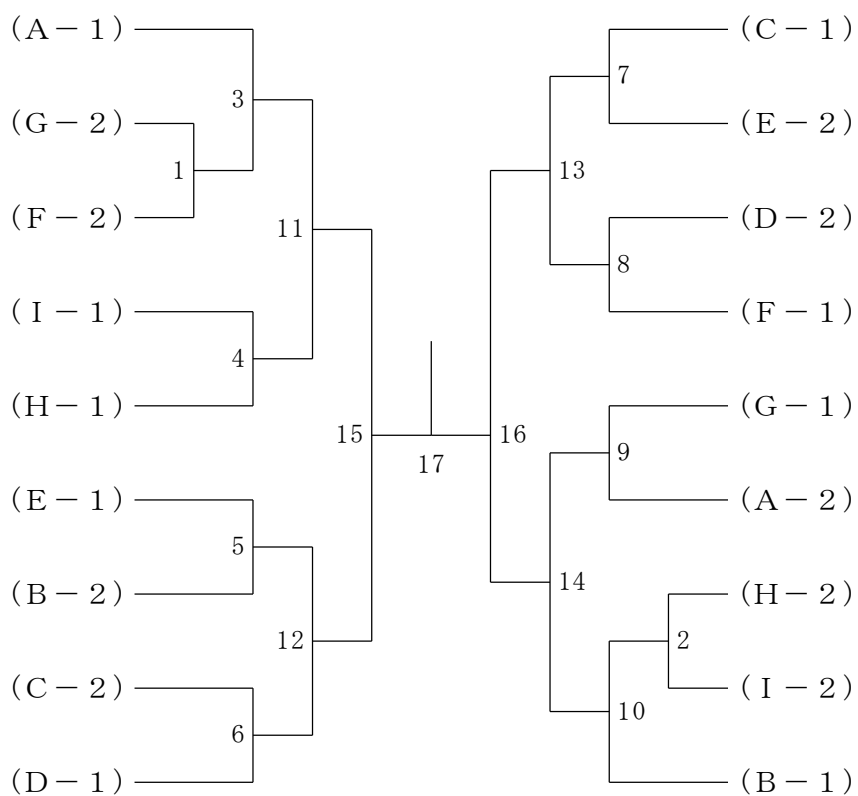 (A－1)
(C－1)
3
7
(G－2)
(E－2)
1
13
(F－2)
(D－2)
11
8
(I－1)
(F－1)
4
(H－1)
(G－1)
15
16
9
17
(E－1)
(A－2)
5
14
(B－2)
(H－2)
12
2
(C－2)
(I－2)
6
10
(D－1)
(B－1)